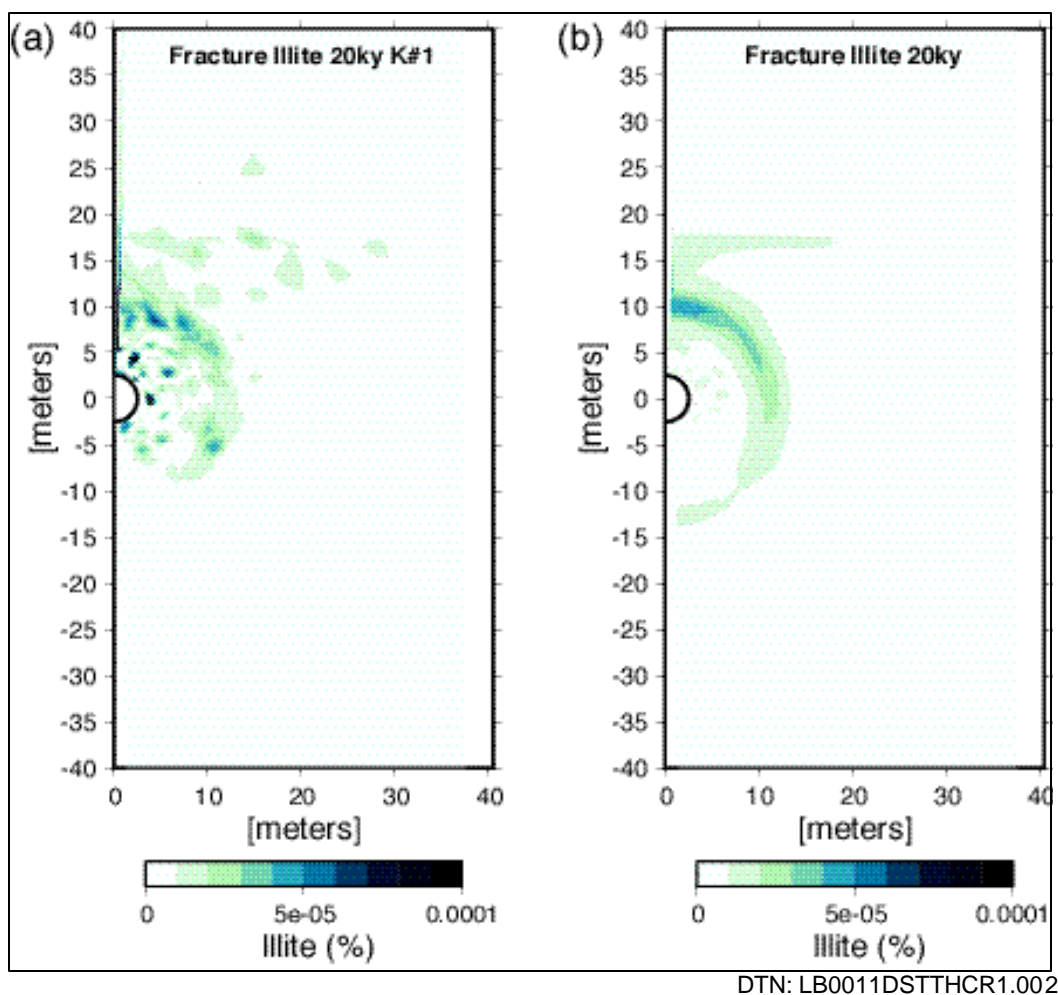 (a)
Fracture Illite 20ky K#1
40
35
30
25
20
15
10
5
0
-5
-10
-15
-20
-25
-30
-35
-40
[meters]
0 10 20 30 40
[meters]
0 5e-05 0.0001
Illite (%)
(b)
Fracture Illite 20ky
40
35
30
25
20
15
10
5
0
-5
-10
-15
-20
-25
-30
-35
-40
[meters]
0 10 20 30 40
[meters]
0 5e-05 0.0001
Illite (%)
DTN: LB0011DSTTHCR1.002